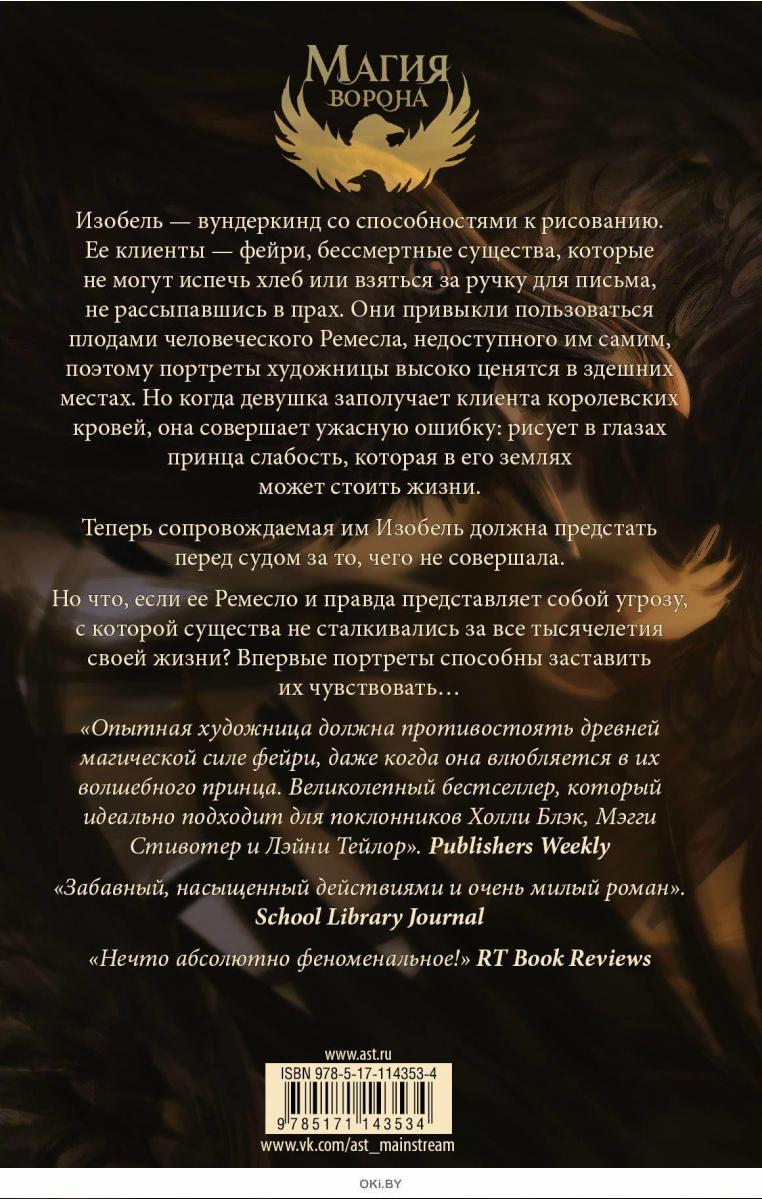 МАГИЯ
ВОРОНА
Изобель — вундеркинд со способностями к рисованию.
Ее клиенты — фейри, бессмертные существа, которые
не могут испечь хлеб или взяться за ручку для письма,
не рассыпавшись в прах. Они привыкли пользоваться
плодами человеческого Ремесла, недоступного им самим,
поэтому портреты художницы высоко ценятся в здешних
местах. Но когда девушка заполучает клиента королевских
кровей, она совершает ужасную ошибку: рисует в глазах
принца слабость, которая в его землях
может стоить жизни.
Теперь сопровождаемая им Изобель должна предстать
перед судом за то, чего не совершала.
Но что, если ее Ремесло и правда представляет собой угрозу,
с которой существа не сталкивались за все тысячелетия
своей жизни? Впервые портреты способны заставить
их чувствовать…
«Опытная художница должна противостоять древней
магической силе фейри, даже когда она влюбляется в их
волшебного принца. Великолепный бестселлер, который
идеально подходит для поклонников Холли Блэк, Мэгги
Стивотер и Лэйни Тейлор». Publishers Weekly
«Забавный, насыщенный действиями и очень милый роман».
School Library Journal
«Нечто абсолютно феноменальное!» RT Book Reviews
www.ast.ru
ISBN 978-5-17-114353-4
9 785171 143534
www.vk.com/ast_mainstream
OKi.BY